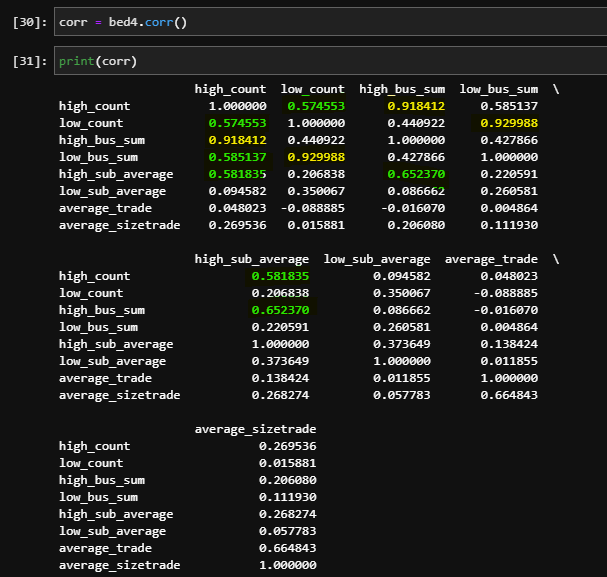 [30]: corr = bed4.corr()
[31]: print(corr)
high_count low_count high_bus_sum low_bus_sum \
high_count 1.000000 0.574553 0.918412 0.585137
low_count 0.574553 1.000000 0.440922 0.929988
high_bus_sum 0.918412 0.440922 1.000000 0.427866
low_bus_sum 0.585137 0.929988 0.427866 1.000000
high_sub_average 0.581835 0.206838 0.652370 0.220591
low_sub_average 0.094582 0.350067 0.086662 0.260581
average_trade 0.048023 -0.088885 -0.016070 0.004864
average_sizetrade 0.269536 0.015881 0.206080 0.111930
high_sub_average low_sub_average average_trade \
high_count 0.581835 0.094582 0.048023
low_count 0.206838 0.350067 -0.088885
high_bus_sum 0.652370 0.086662 -0.016070
low_bus_sum 0.220591 0.260581 0.004864
high_sub_average 1.000000 0.373649 0.138424
low_sub_average 0.373649 1.000000 0.011855
average_trade 0.138424 0.011855 1.000000
average_sizetrade 0.268274 0.057783 0.664843
average_sizetrade
high_count 0.269536
low_count 0.015881
high_bus_sum 0.206080
low_bus_sum 0.111930
high_sub_average 0.268274
low_sub_average 0.057783
average_trade 0.664843
average_sizetrade 1.000000